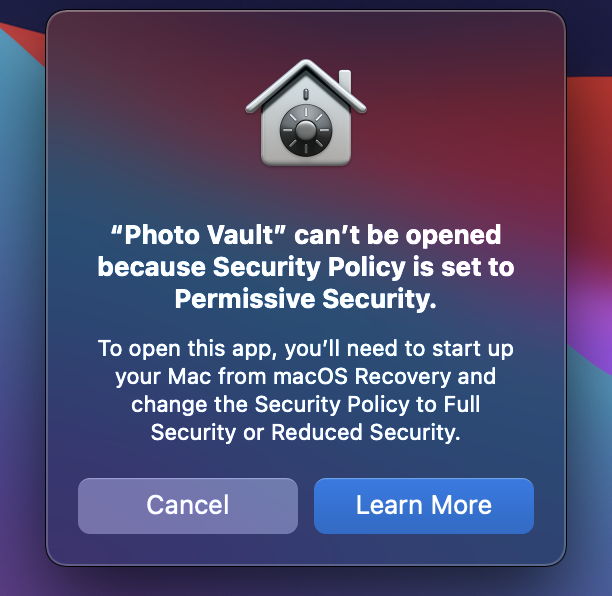 “Photo Vault” can’t be opened
because Security Policy is set to
Permissive Security.
To open this app, you’ll need to start up
your Mac from macOS Recovery and
change the Security Policy to Full
Security or Reduced Security.
Cancel
Learn More